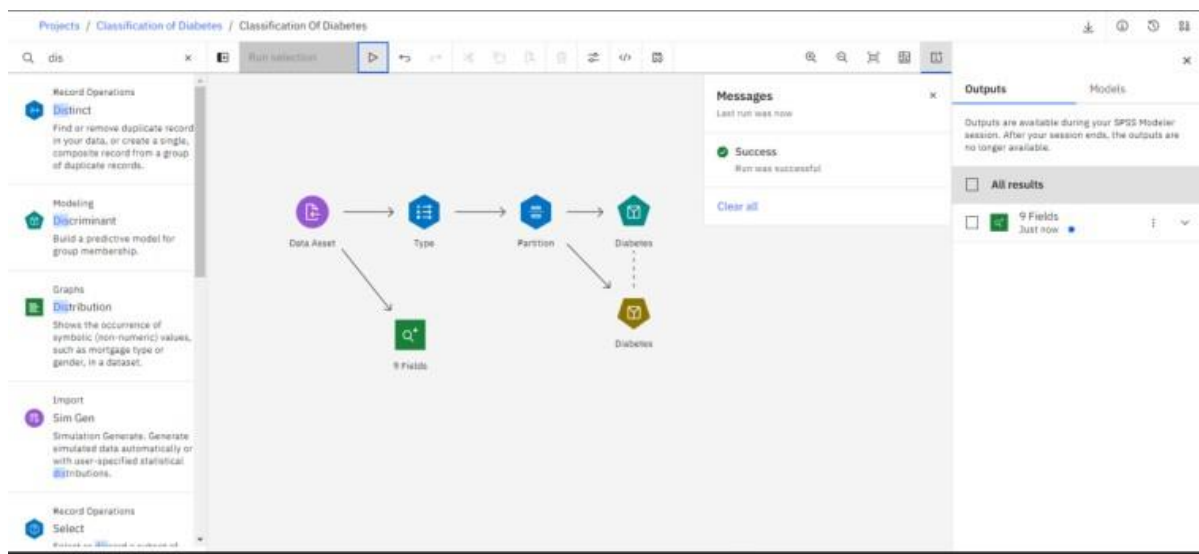 Projects / Classification of Diabetes / Classification Of Diabetes
dis
Run selection
Record Operations
Distinct
Find or remove duplicate record
in your data, or create a single,
composite record from a group
of duplicate records.
Modeling
Discriminant
Build a predictive model for
group membership.
Graphs
Distribution
Shows the occurrence of
symbolic (non-numeric) values,
such as mortgage type or
gender, in a dataset.
Import
Sim Gen
Simulation Generate. Generate
simulated data automatically or
with user-specified statistical
distributions.
Record Operations
Select
Data Asset
Type
Partition
Diabetes
9 Fields
Diabetes
Messages
Last run was now
Success
Run was successful
Clear all
Outputs
Models
Outputs are available during your SPSS Modeler
session. After your session ends, the outputs are
no longer available.
All results
9 Fields
Just now